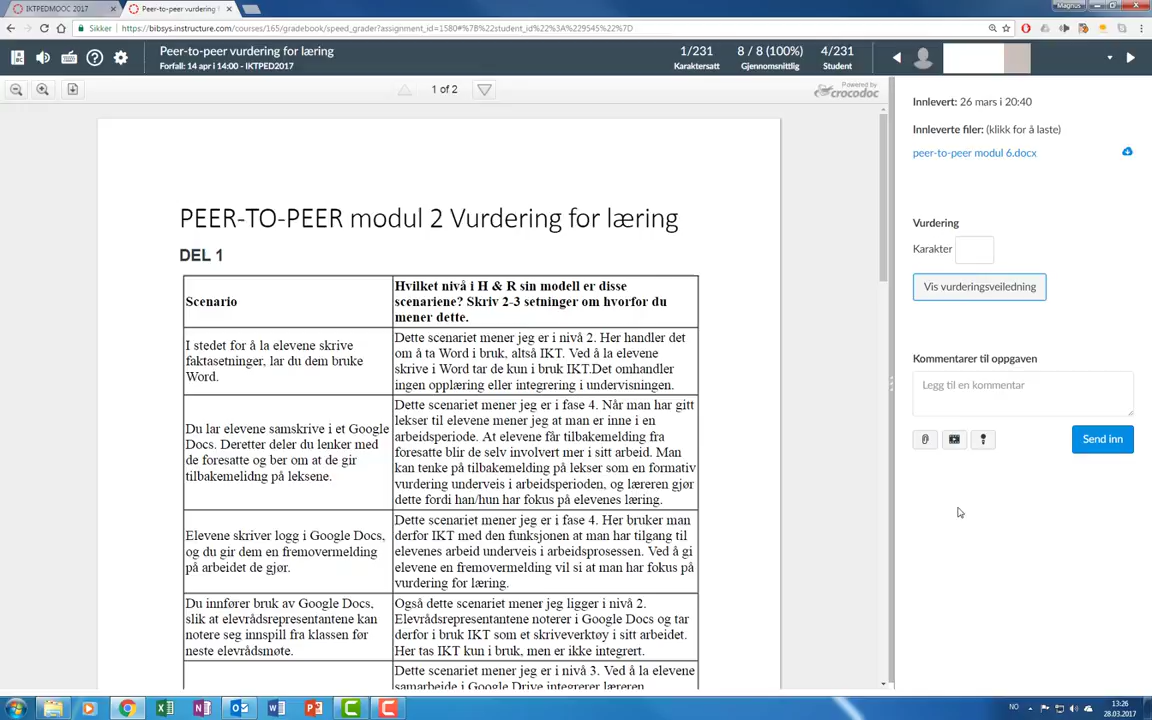 IKTPEDMOOC 2017
Peer-to-peer vurdering f
Magnus
Sikker
https://bibsys.instructure.com/courses/165/gradebook/speed_grader?assignment_id=1580#%7B%22student_id%22%3A%229545%22%7D
Peer-to-peer vurdering for læring
Forfall: 14 apr i 14:00 - IKTPED2017
1/231
Karaktersatt
8 / 8 (100%)
Gjennomsnittlig
4/231
Student
1 of 2
Powered by
crocodoc
PEER-TO-PEER modul 2 Vurdering for læring
DEL 1
Scenario
Hvilket nivå i H & R sin modell er disse
scenariene? Skriv 2-3 setninger om hvorfor du
mener dette.
I stedet for å la elevene skrive
faktasetninger, lar du dem bruke
Word.
Dette scenariet mener jeg er i nivå 2. Her handler det
om å ta Word i bruk, altså IKT. Ved å la elevene
skrive i Word tar de kun i bruk IKT.Det omhandler
ingen opplæring eller integrering i undervisningen.
Du lar elevene samskrive i et Google
Docs. Deretter deler du lenker med
de foresatte og ber om at de gir
tilbakemelidng på leksene.
Dette scenariet mener jeg er i fase 4. Når man har gitt
lekser til elevene mener jeg at man er inne i en
arbeidsperiode. At elevene får tilbakemelding fra
foresatte blir de selv involvert mer i sitt arbeid. Man
kan tenke på tilbakemelding på lekser som en formativ
vurdering underveis i arbeidsperioden, og læreren gjør
dette fordi han/hun har fokus på elevenes læring.
Elevene skriver logg i Google Docs,
og du gir dem en fremovermelding
på arbeidet de gjør.
Dette scenariet mener jeg er i fase 4. Her bruker man
derfor IKT med den funksjonen at man har tilgang til
elevenes arbeid underveis i arbeidsprosessen. Ved å gi
elevene en fremovermelding vil si at man har fokus på
vurdering for læring.
Du innfører bruk av Google Docs,
slik at elevrådsrepresentantene kan
notere seg innspill fra klassen før
neste elevrådsmøte.
Også dette scenariet mener jeg ligger i nivå 2.
Elevrådsrepresentantene noterer i Google Docs og tar
derfor i bruk IKT som et skriveverktøy i sitt arbeidet.
Her tas IKT kun i bruk, men er ikke integrert.
Dette scenariet mener jeg er i nivå 3. Ved å la elevene
samarbeide i Google Drive integrerer læreren
Innlevert: 26 mars i 20:40
Innleverte filer: (klikk for å laste)
peer-to-peer modul 6.docx
Vurdering
Karakter
Vis vurderingsveiledning
Kommentarer til oppgaven
Legg til en kommentar
Send inn
NO
13:26
28.03.2017